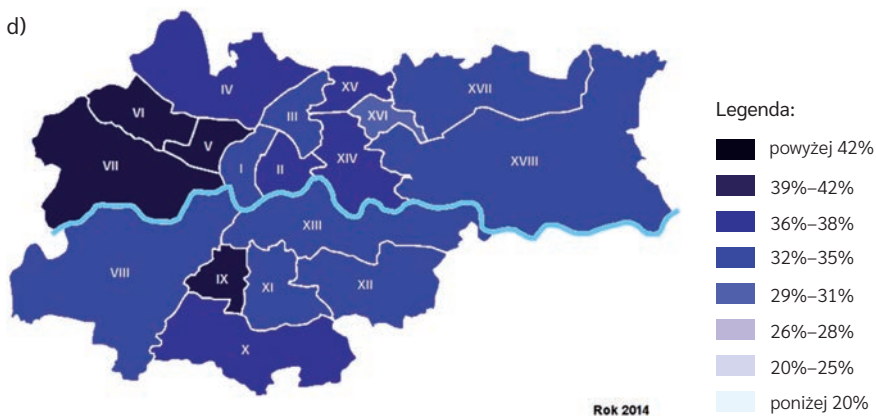 d)
IV
XV
XVII
VI
III
XVI
Legenda:
V
powyżej 42%
VII
I
II
XIV
XVIII
39%–42%
36%–38%
XIII
32%–35%
VIII
IX
XI
XII
29%–31%
26%–28%
X
20%–25%
poniżej 20%
Rok 2014